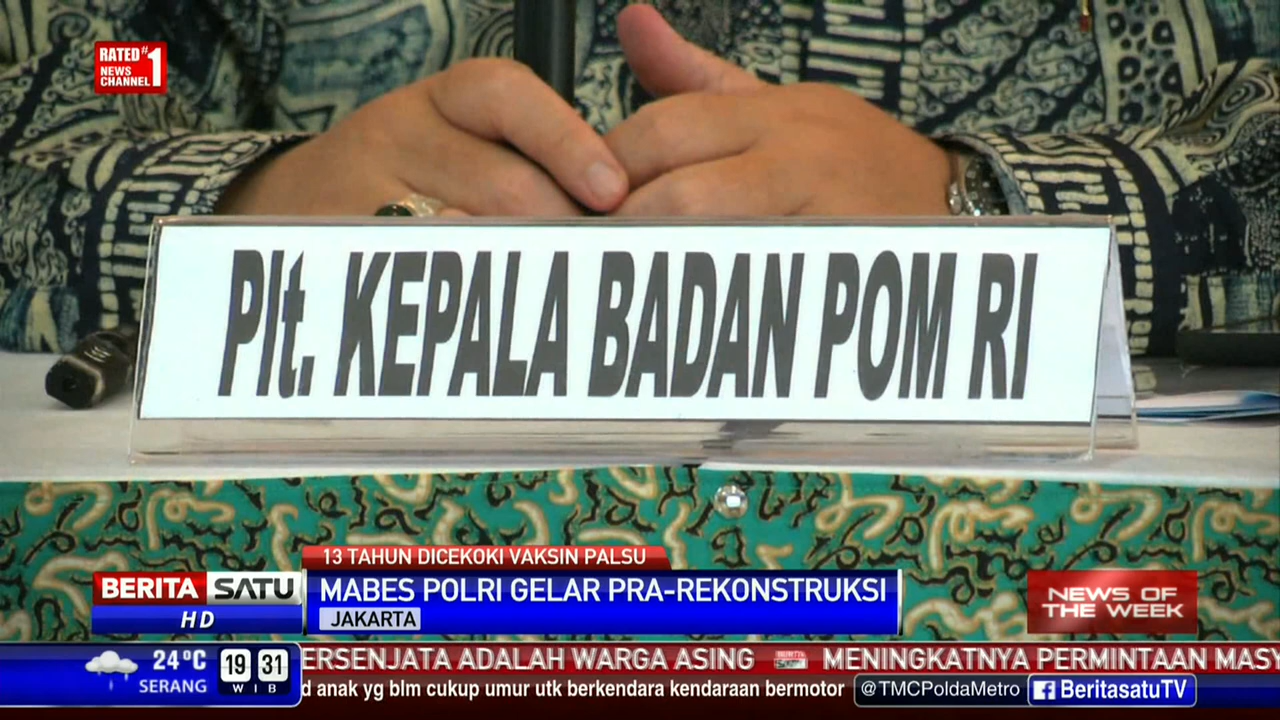 RATED #1
NEWS
CHANNEL
Plt. KEPALA BADAN POM RI
13 TAHUN DICEKOKI VAKSIN PALSU
BERITA SATU
HD
MABES POLRI GELAR PRA-REKONSTRUKSI
JAKARTA
NEWS OF
THE WEEK
24°C
SERANG
19 31
WIB
ERSENJATA ADALAH WARGA ASING BERITA SATU MENINGKATNYA PERMINTAAN MASY
d anak yg blm cukup umur utk berkendara kendaraan bermotor @TMCPoldaMetro f BeritasatuTV